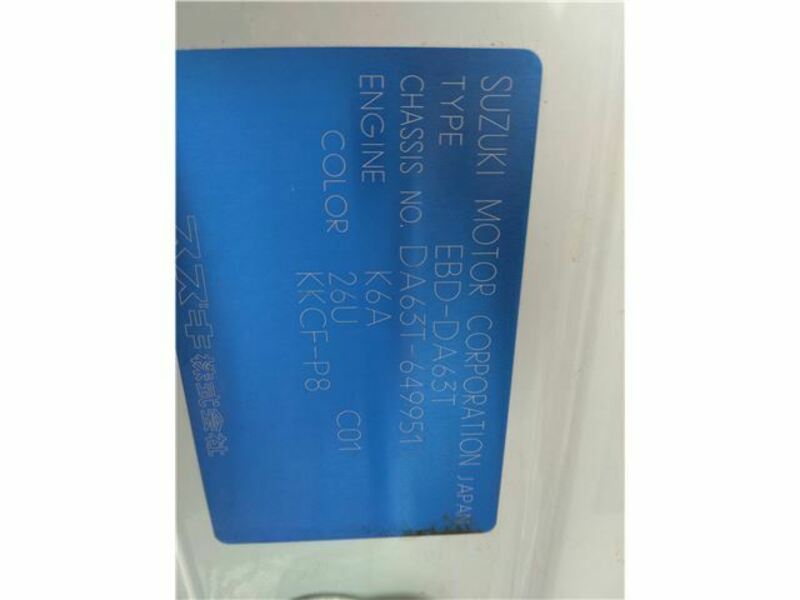 SUZUKI MOTOR CORPORATION JAPAN
TYPE EBD-DA63T
CHASSIS NO. DA63T-649951
ENGINE K6A
COLOR 26U C01
KKCF-P8
スズキ株式会社